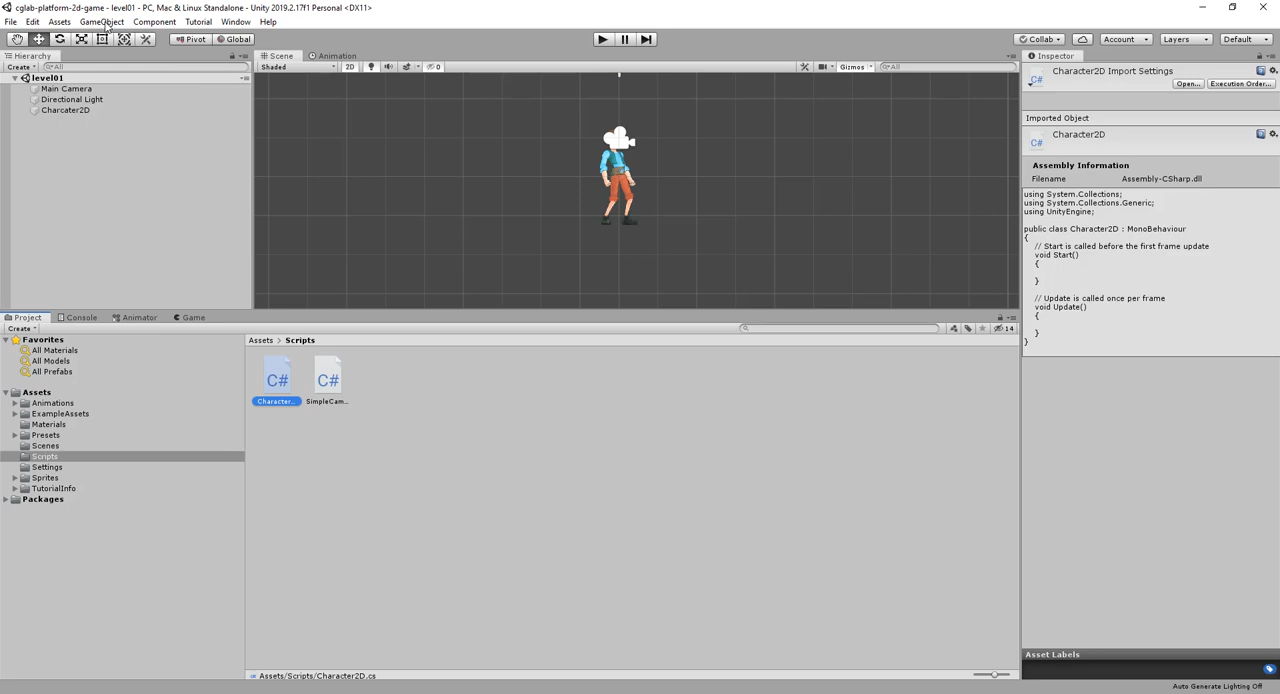 cglab-platform-2d-game - level01 - PC, Mac & Linux Standalone - Unity 2019.2.17f1 Personal <DX11>
File Edit Assets GameObject Component Tutorial Window Help
Pivot Global Collab Account Layers Default
Hierarchy
Create All
level01
Main Camera
Directional Light
Charcater2D
Scene Animation
Shaded 2D 0 Gizmos All
Project Console Animator Game
Create 14
Favorites
All Materials
All Models
All Prefabs
Assets
Animations
ExampleAssets
Materials
Presets
Scenes
Scripts
Settings
Sprites
TutorialInfo
Packages
Assets > Scripts
C# C#
Character... SimpleCam...
Assets/Scripts/Character2D.cs
Inspector
C# Character2D Import Settings
Open... Execution Order...
Imported Object
C# Character2D
Assembly Information
Filename Assembly-CSharp.dll
using System.Collections;
using System.Collections.Generic;
using UnityEngine;
public class Character2D : MonoBehaviour
{
// Start is called before the first frame update
void Start()
{
}
// Update is called once per frame
void Update()
{
}
}
Asset Labels
Auto Generate Lighting Off